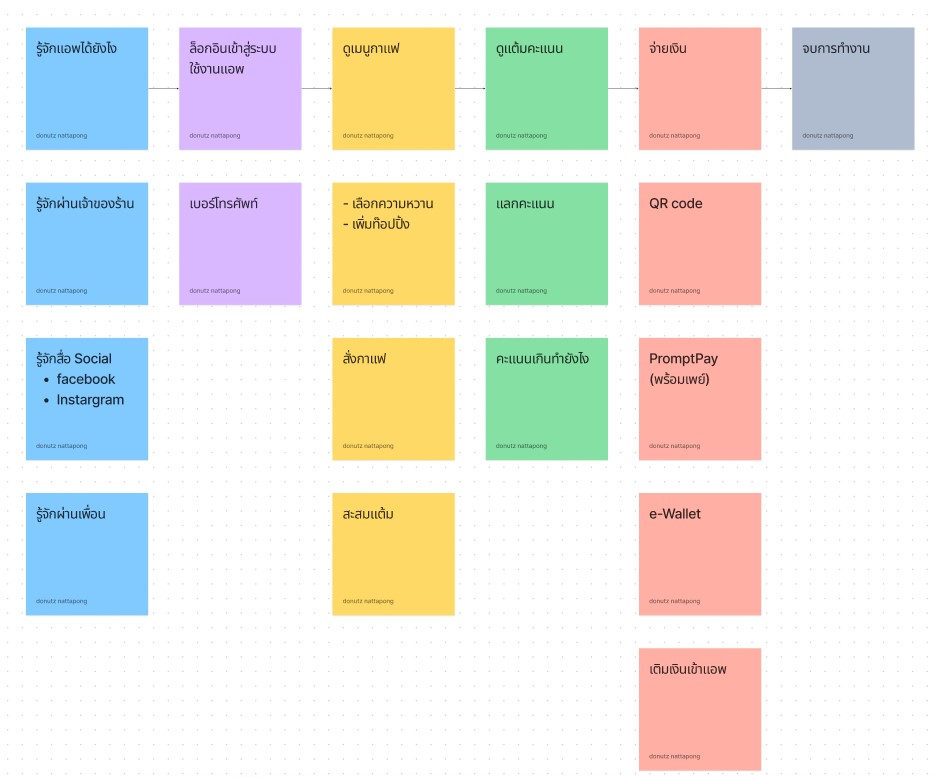 รู้จักแอพได้ยังไง
donutz nattapong
ล็อกอินเข้าสู่ระบบ
ใช้งานแอพ
donutz nattapong
ดูเมนูกาแฟ
donutz nattapong
ดูแต้มคะแนน
donutz nattapong
จ่ายเงิน
donutz nattapong
จบการทำงาน
donutz nattapong
รู้จักผ่านเจ้าของร้าน
donutz nattapong
เบอร์โทรศัพท์
donutz nattapong
- เลือกความหวาน
- เพิ่มท๊อปปิ้ง
donutz nattapong
แลกคะแนน
donutz nattapong
QR code
donutz nattapong
รู้จักสื่อ Social
• facebook
• Instargram
donutz nattapong
สั่งกาแฟ
donutz nattapong
คะแนนเกินทำยังไง
donutz nattapong
PromptPay
(พร้อมเพย์)
donutz nattapong
รู้จักผ่านเพื่อน
donutz nattapong
สะสมแต้ม
donutz nattapong
e-Wallet
donutz nattapong
เติมเงินเข้าแอพ
donutz nattapong